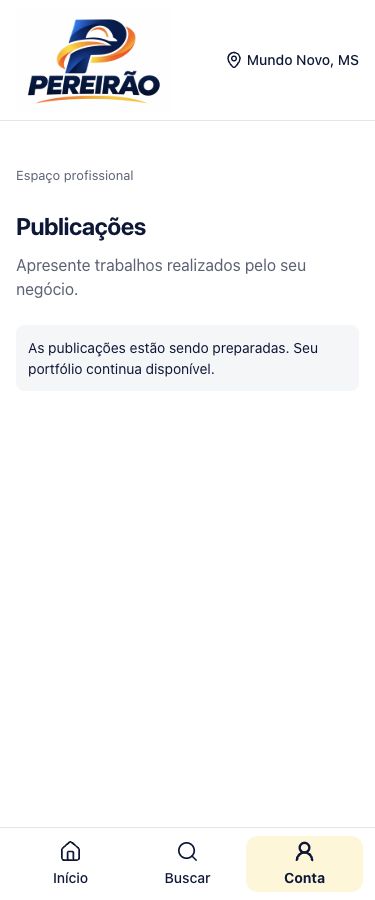 PEREIRÃO
Mundo Novo, MS
Espaço profissional
Publicações
Apresente trabalhos realizados pelo seu
negócio.
As publicações estão sendo preparadas. Seu
portfólio continua disponível.
Início
Buscar
Conta